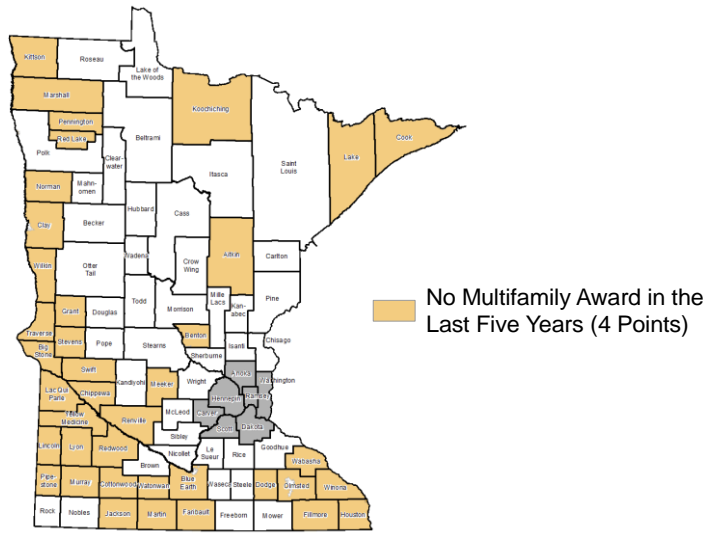 Kittson
Roseau
Lake of
the Woods
Marshall
Koochiching
Pennington
Red Lake
Polk
Clear-
water
Beltrami
Itasca
Saint
Louis
Lake
Cook
Norman
Mahn-
omen
Hubbard
Cass
Clay
Becker
Aitkin
Wadena
Crow
Wing
Carlton
Wilkin
Otter
Tail
Todd
Morrison
Mille
Lacs
Kan-
abec
Pine
Grant
Douglas
Traverse
Stevens
Pope
Stearns
Benton
Isanti
Chisago
Big
Stone
Sherburne
Swift
Kandiyohi
Meeker
Wright
Anoka
Washington
Hennepin
Ramsey
Lac Qui
Parle
Chippewa
Renville
McLeod
Carver
Scott
Dakota
Yellow
Medicine
Sibley
Lincoln
Lyon
Redwood
Nicollet
Le
Sueur
Rice
Goodhue
Wabasha
Brown
Pipe-
stone
Murray
Cottonwood
Watonwan
Blue
Earth
Waseca
Steele
Dodge
Olmsted
Winona
Rock
Nobles
Jackson
Martin
Faribault
Freeborn
Mower
Fillmore
Houston
No Multifamily Award in the
Last Five Years (4 Points)